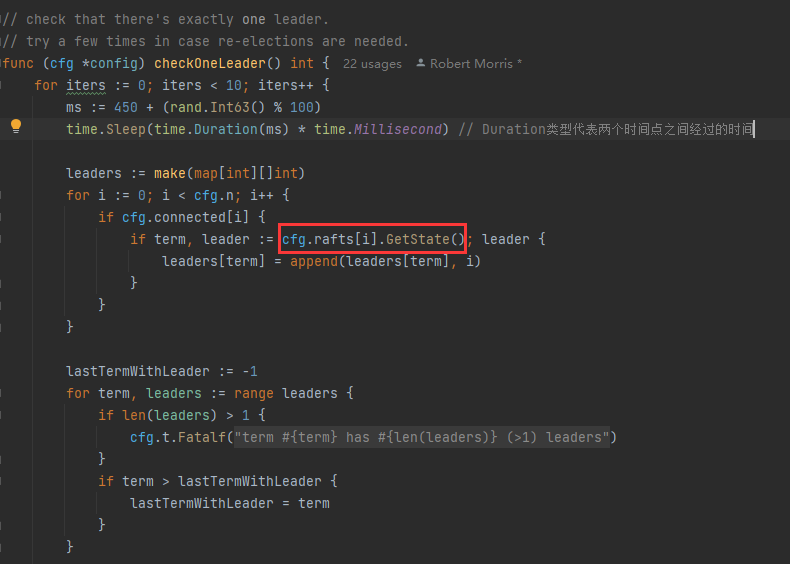 // check that there's exactly one leader.
// try a few times in case re-elections are needed.
func (cfg *config) checkOneLeader() int { 22 usages Robert Morris *
for iters := 0; iters < 10; iters++ {
ms := 450 + (rand.Int63() % 100)
time.Sleep(time.Duration(ms) * time.Millisecond) // Duration类型代表两个时间点之间经过的时间
leaders := make(map[int][]int)
for i := 0; i < cfg.n; i++ {
if cfg.connected[i] {
if term, leader := cfg.rafts[i].GetState(); leader {
leaders[term] = append(leaders[term], i)
}
}
}
lastTermWithLeader := -1
for term, leaders := range leaders {
if len(leaders) > 1 {
cfg.t.Fatalf("term #{term} has #{len(leaders)} (>1) leaders")
}
if term > lastTermWithLeader {
lastTermWithLeader = term
}
}